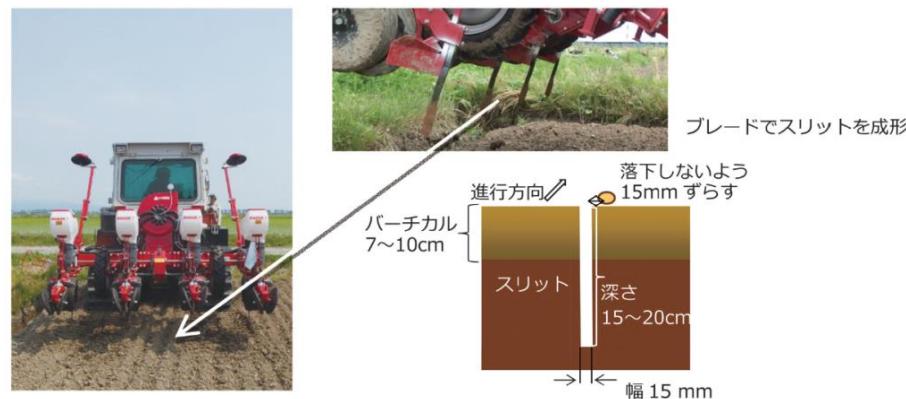 ブレードでスリットを成形
落下しないよう
15mm ずらす
進行方向
バーチカル
7~10cm
スリット
深さ
15~20cm
幅 15 mm